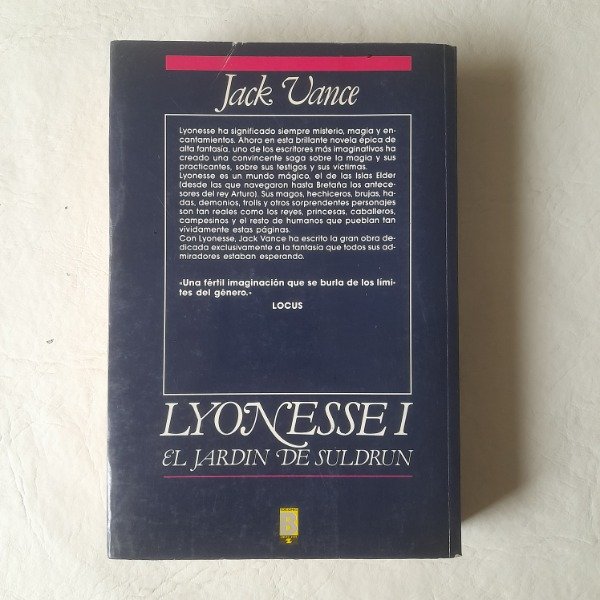 Jack Vance
Lyonesse ha significado siempre misterio, magia y en-
cantamientos. Ahora en esta brillante novela épica de
alta fantasía, uno de los escritores más imaginativos ha
creado una convincente saga sobre la magia y sus
practicantes, sobre sus testigos y sus víctimas.
Lyonesse es un mundo mágico, el de las Islas Elder
(desde las que navegaron hasta Bretaña los antece-
sores del rey Arturo). Sus magos, hechiceros, brujas, ha-
das, demonios, trolls y otros sorprendentes personajes
son tan reales como los reyes, princesas, caballeros,
campesinos y el resto de humanos que pueblan tan
vívidamente estas páginas.
Con Lyonesse, Jack Vance ha escrito la gran obra de-
dicada exclusivamente a la fantasía que todos sus ad-
miradores estaban esperando.
«Una fértil imaginación que se burla de los lími-
tes del género.»
LOCUS
LYONESSE I
EL JARDIN DE SULDRUN
B